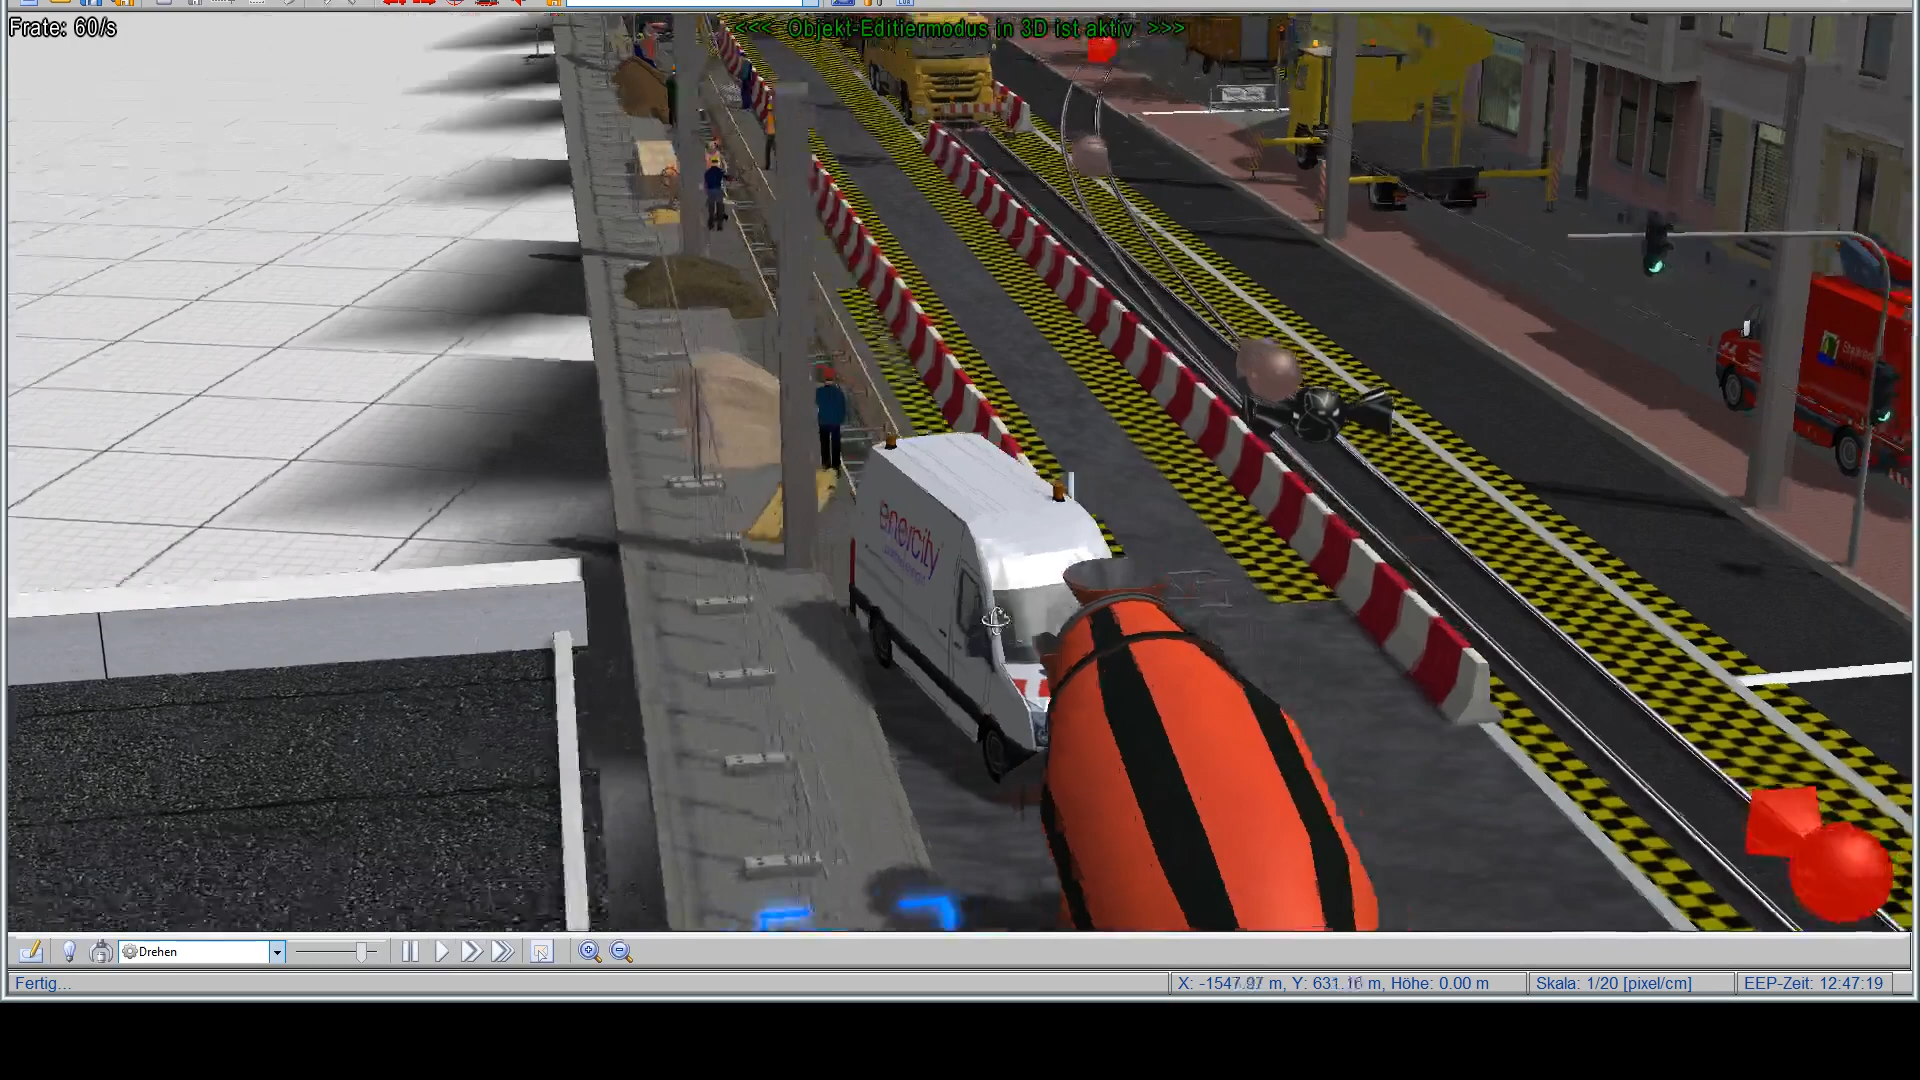 Frate: 60/s
<<< Objekt-Editiermodus in 3D ist aktiv >>>
enercity
Drehen
Fertig...
X: -1547.97 m, Y: 631.16 m, Höhe: 0.00 m
Skala: 1/20 [pixel/cm]
EEP-Zeit: 12:47:19